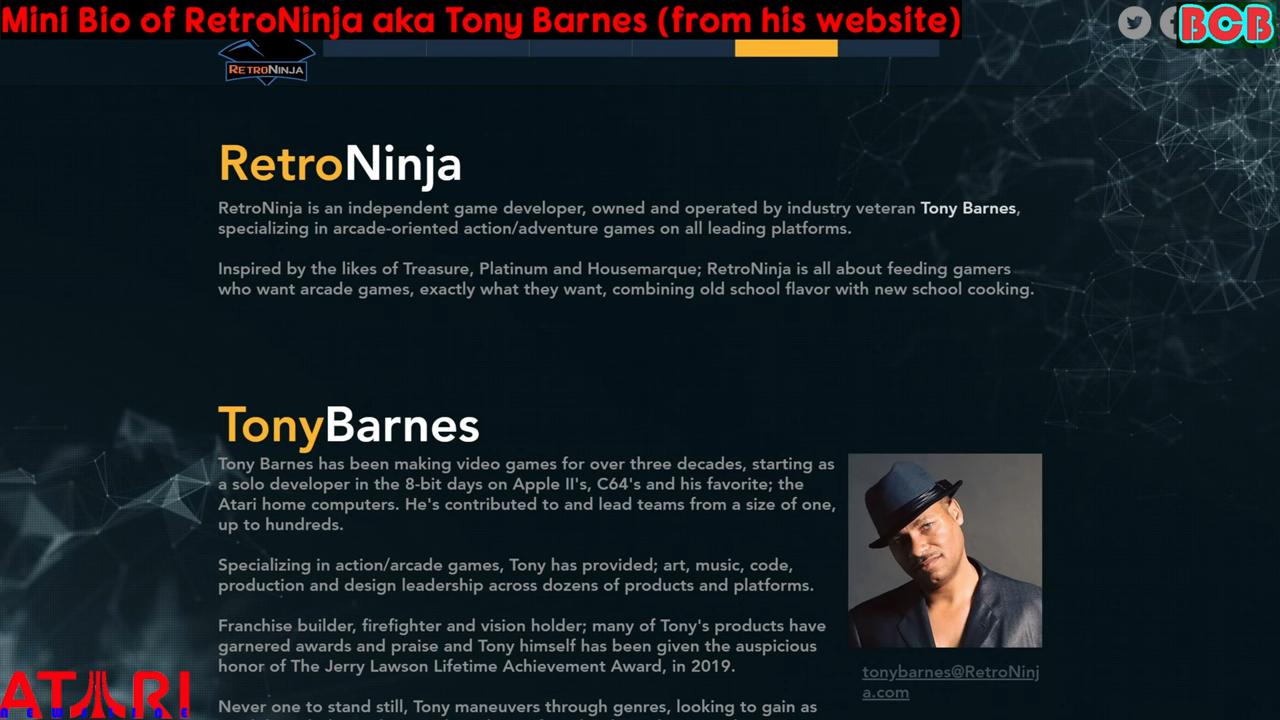 Mini Bio of RetroNinja aka Tony Barnes (from his website)
BCB
RETRONINJA
RetroNinja
RetroNinja is an independent game developer, owned and operated by industry veteran Tony Barnes,
specializing in arcade-oriented action/adventure games on all leading platforms.
Inspired by the likes of Treasure, Platinum and Housemarque; RetroNinja is all about feeding gamers
who want arcade games, exactly what they want, combining old school flavor with new school cooking.
TonyBarnes
Tony Barnes has been making video games for over three decades, starting as
a solo developer in the 8-bit days on Apple II's, C64's and his favorite; the
Atari home computers. He's contributed to and lead teams from a size of one,
up to hundreds.
Specializing in action/arcade games, Tony has provided; art, music, code,
production and design leadership across dozens of products and platforms.
Franchise builder, firefighter and vision holder; many of Tony's products have
garnered awards and praise and Tony himself has been given the auspicious
honor of The Jerry Lawson Lifetime Achievement Award, in 2019.
Never one to stand still, Tony maneuvers through genres, looking to gain as
tonybarnes@RetroNinj
a.com
ATARI